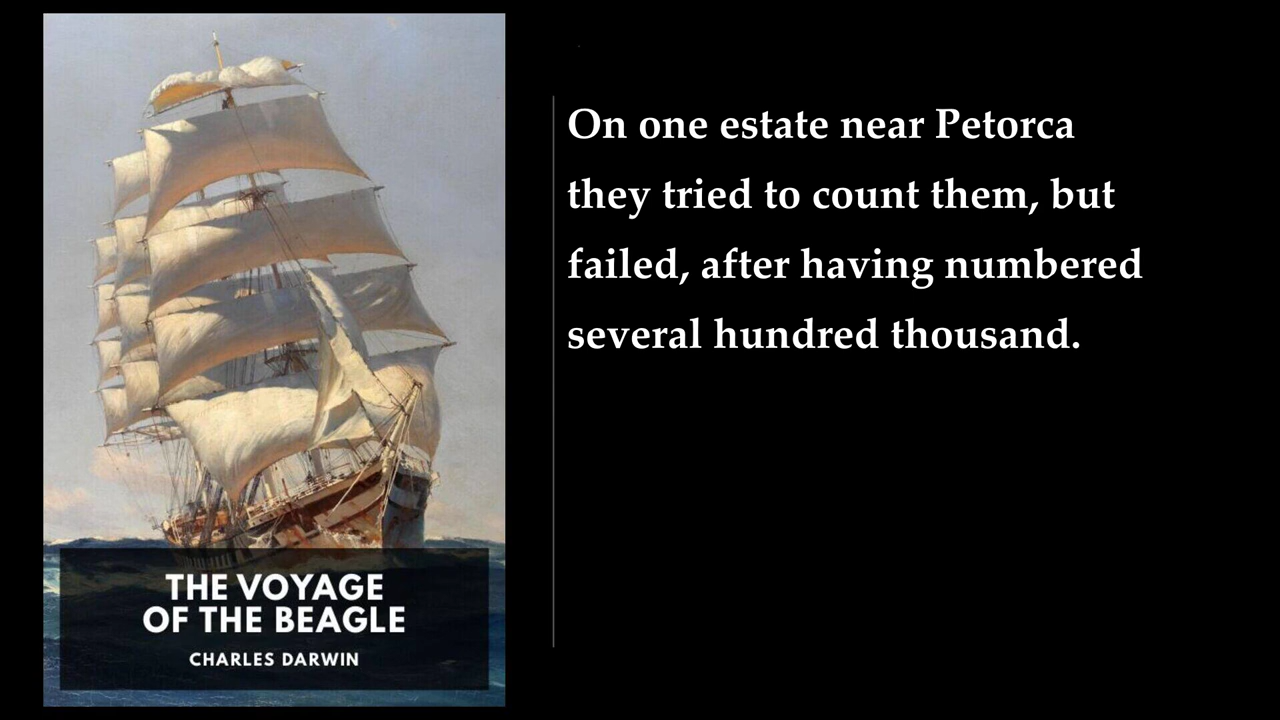 THE VOYAGE
OF THE BEAGLE
CHARLES DARWIN
On one estate near Petorca
they tried to count them, but
failed, after having numbered
several hundred thousand.